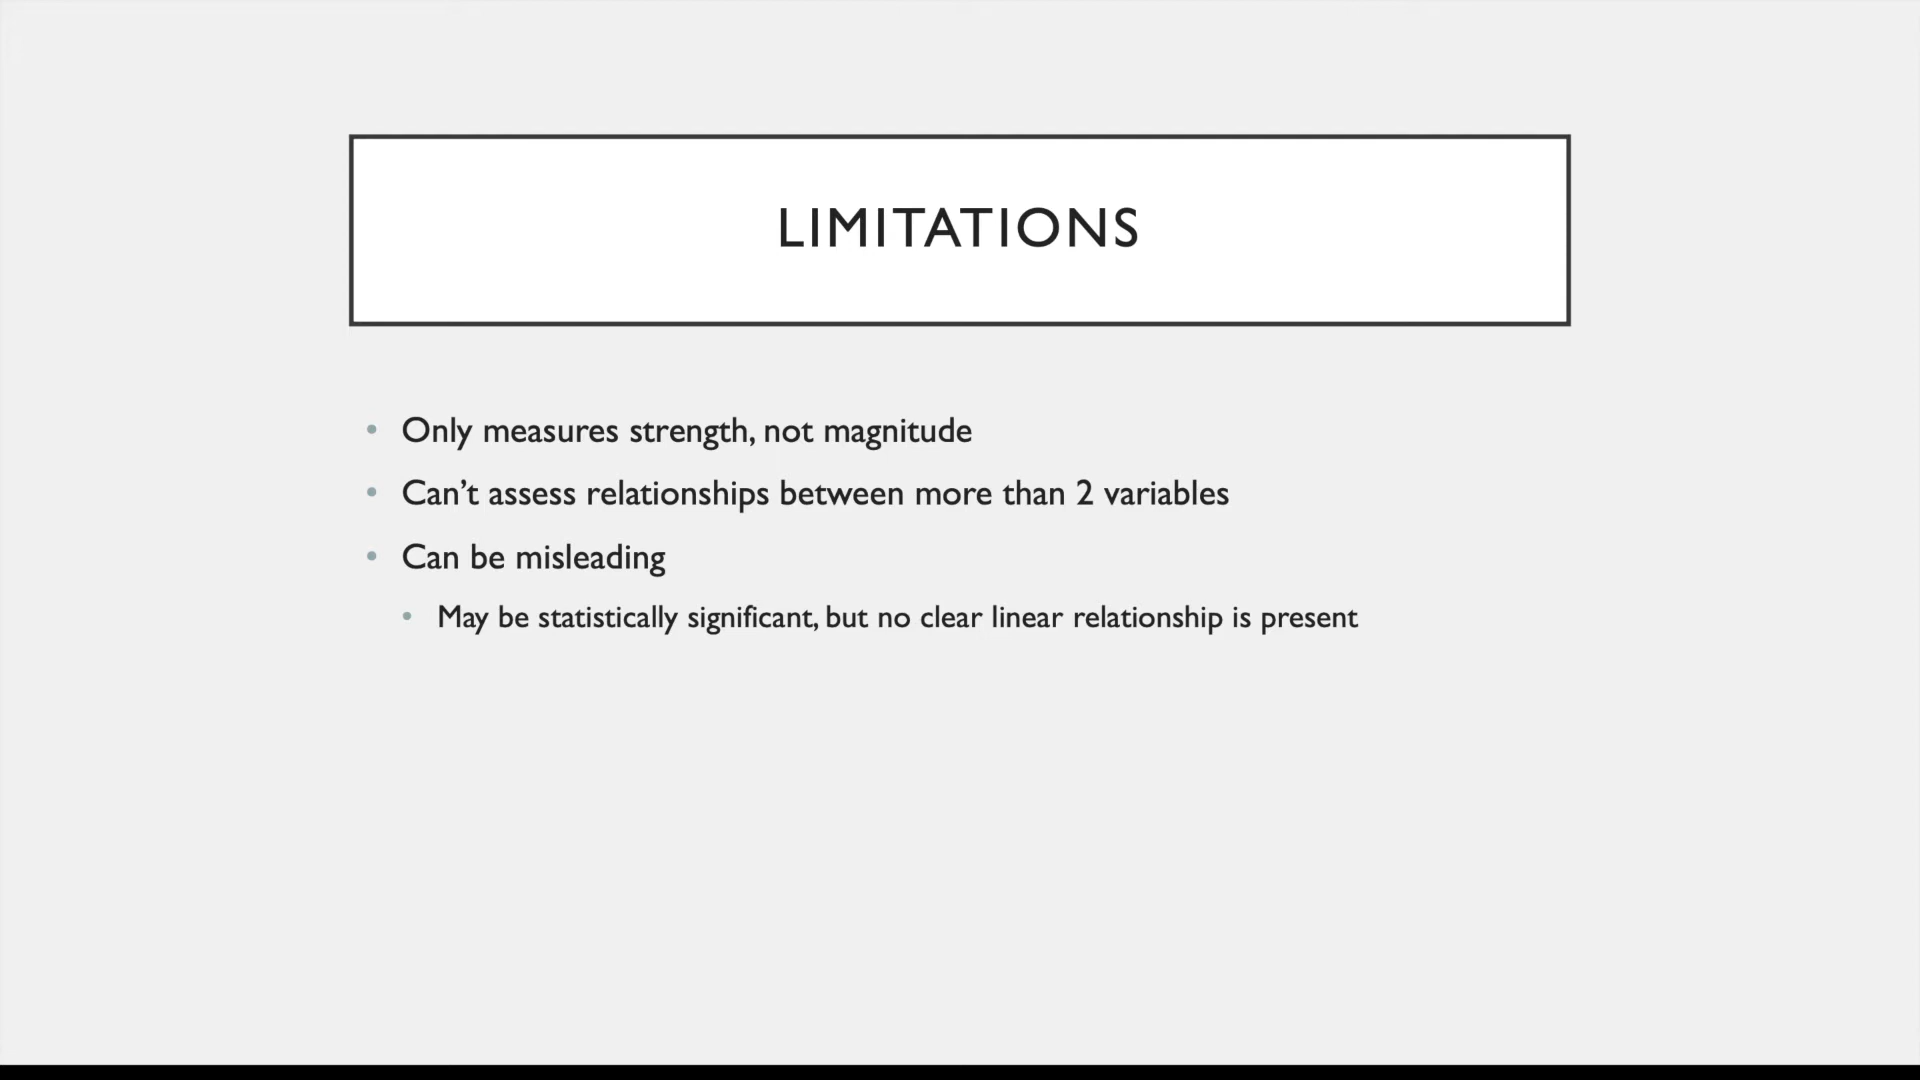 LIMITATIONS
• Only measures strength, not magnitude
• Can’t assess relationships between more than 2 variables
• Can be misleading
• May be statistically significant, but no clear linear relationship is present